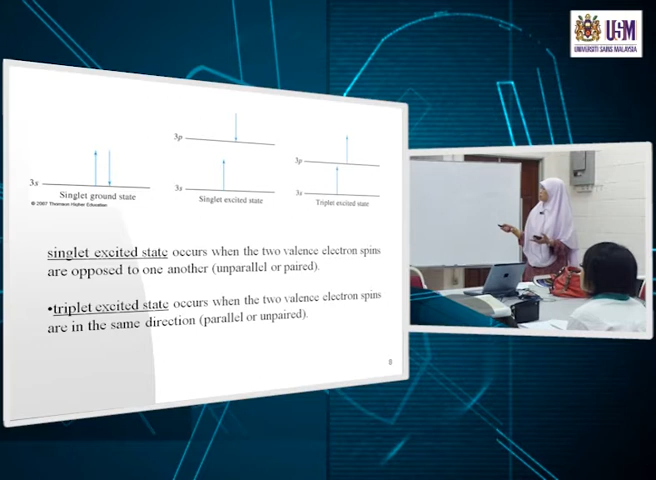 USM
UNIVERSITI SAINS MALAYSIA
3p
3p
3s
3s
3s
Singlet ground state
Singlet excited state
Triplet excited state
© 2007 Thomson Higher Education
singlet excited state occurs when the two valence electron spins
are opposed to one another (unparallel or paired).
•triplet excited state occurs when the two valence electron spins
are in the same direction (parallel or unpaired).
8